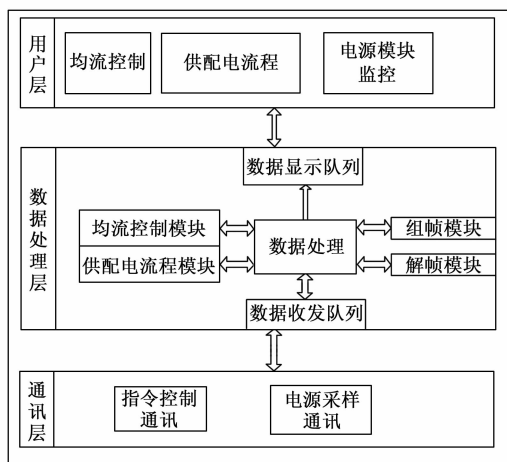 用户层
均流控制
供配电流程
电源模块
监控
数据处理层
数据显示队列
均流控制模块
供配电流程模块
数据处理
组帧模块
解帧模块
数据收发队列
通讯层
指令控制
通讯
电源采样
通讯